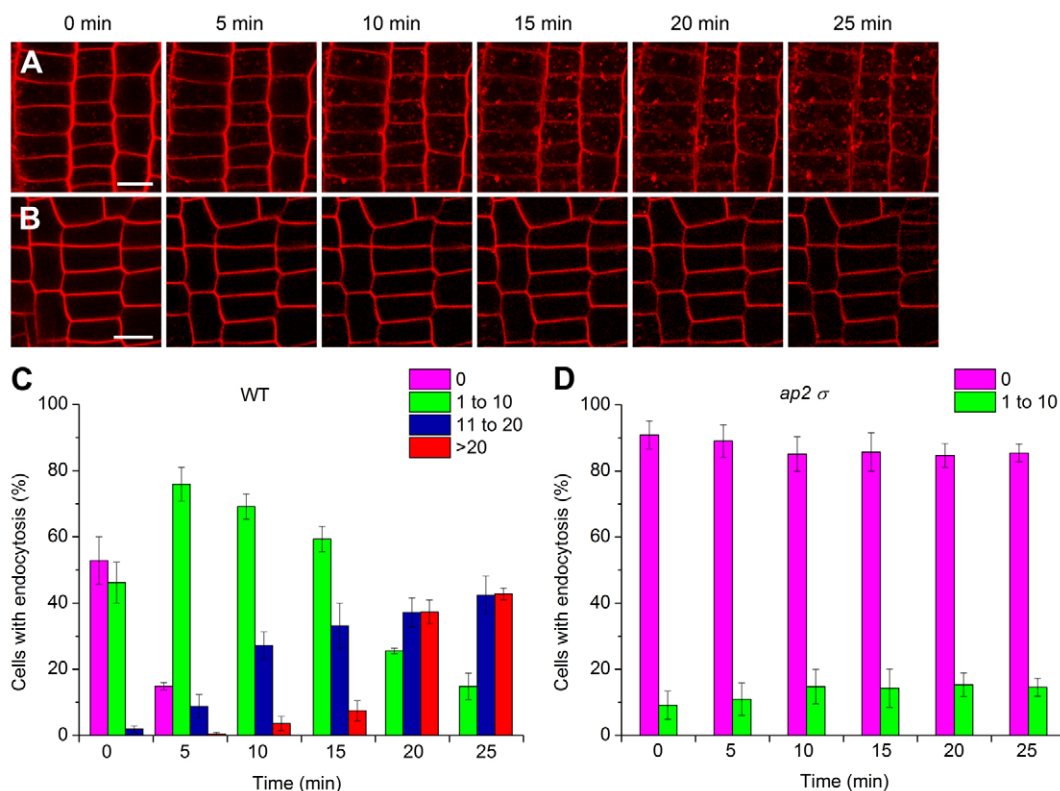 0 min 5 min 10 min 15 min 20 min 25 min
A
B
C
WT
0
1 to 10
11 to 20
>20
Cells with endocytosis (%)
100
80
60
40
20
0
0 5 10 15 20 25
Time (min)
D
ap2 σ
0
1 to 10
Cells with endocytosis (%)
100
80
60
40
20
0
0 5 10 15 20 25
Time (min)